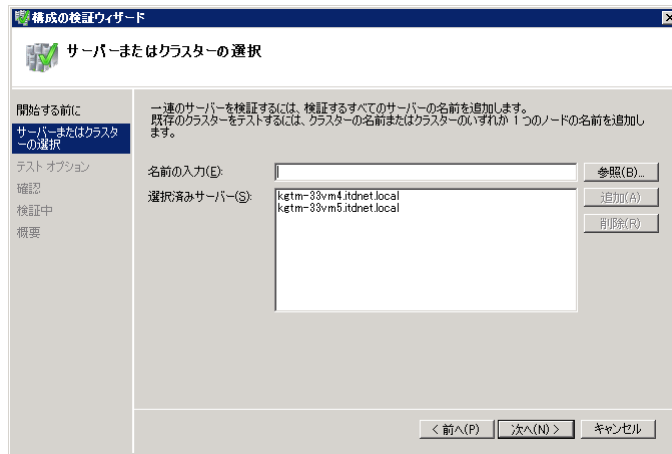 構成の検証ウィザード
サーバーまたはクラスターの選択
開始する前に
サーバーまたはクラスタ
ーの選択
テスト オプション
確認
検証中
概要
一連のサーバーを検証するには、検証するすべてのサーバーの名前を追加します。
既存のクラスターをテストするには、クラスターの名前またはクラスターのいずれか 1 つのノードの名前を追加し
ます。
名前の入力(E):
参照(B)...
選択済みサーバー(S):
kgtm-33vm4.itdnet.local
kgtm-33vm5.itdnet.local
追加(A)
削除(R)
< 前へ(P)
次へ(N) >
キャンセル